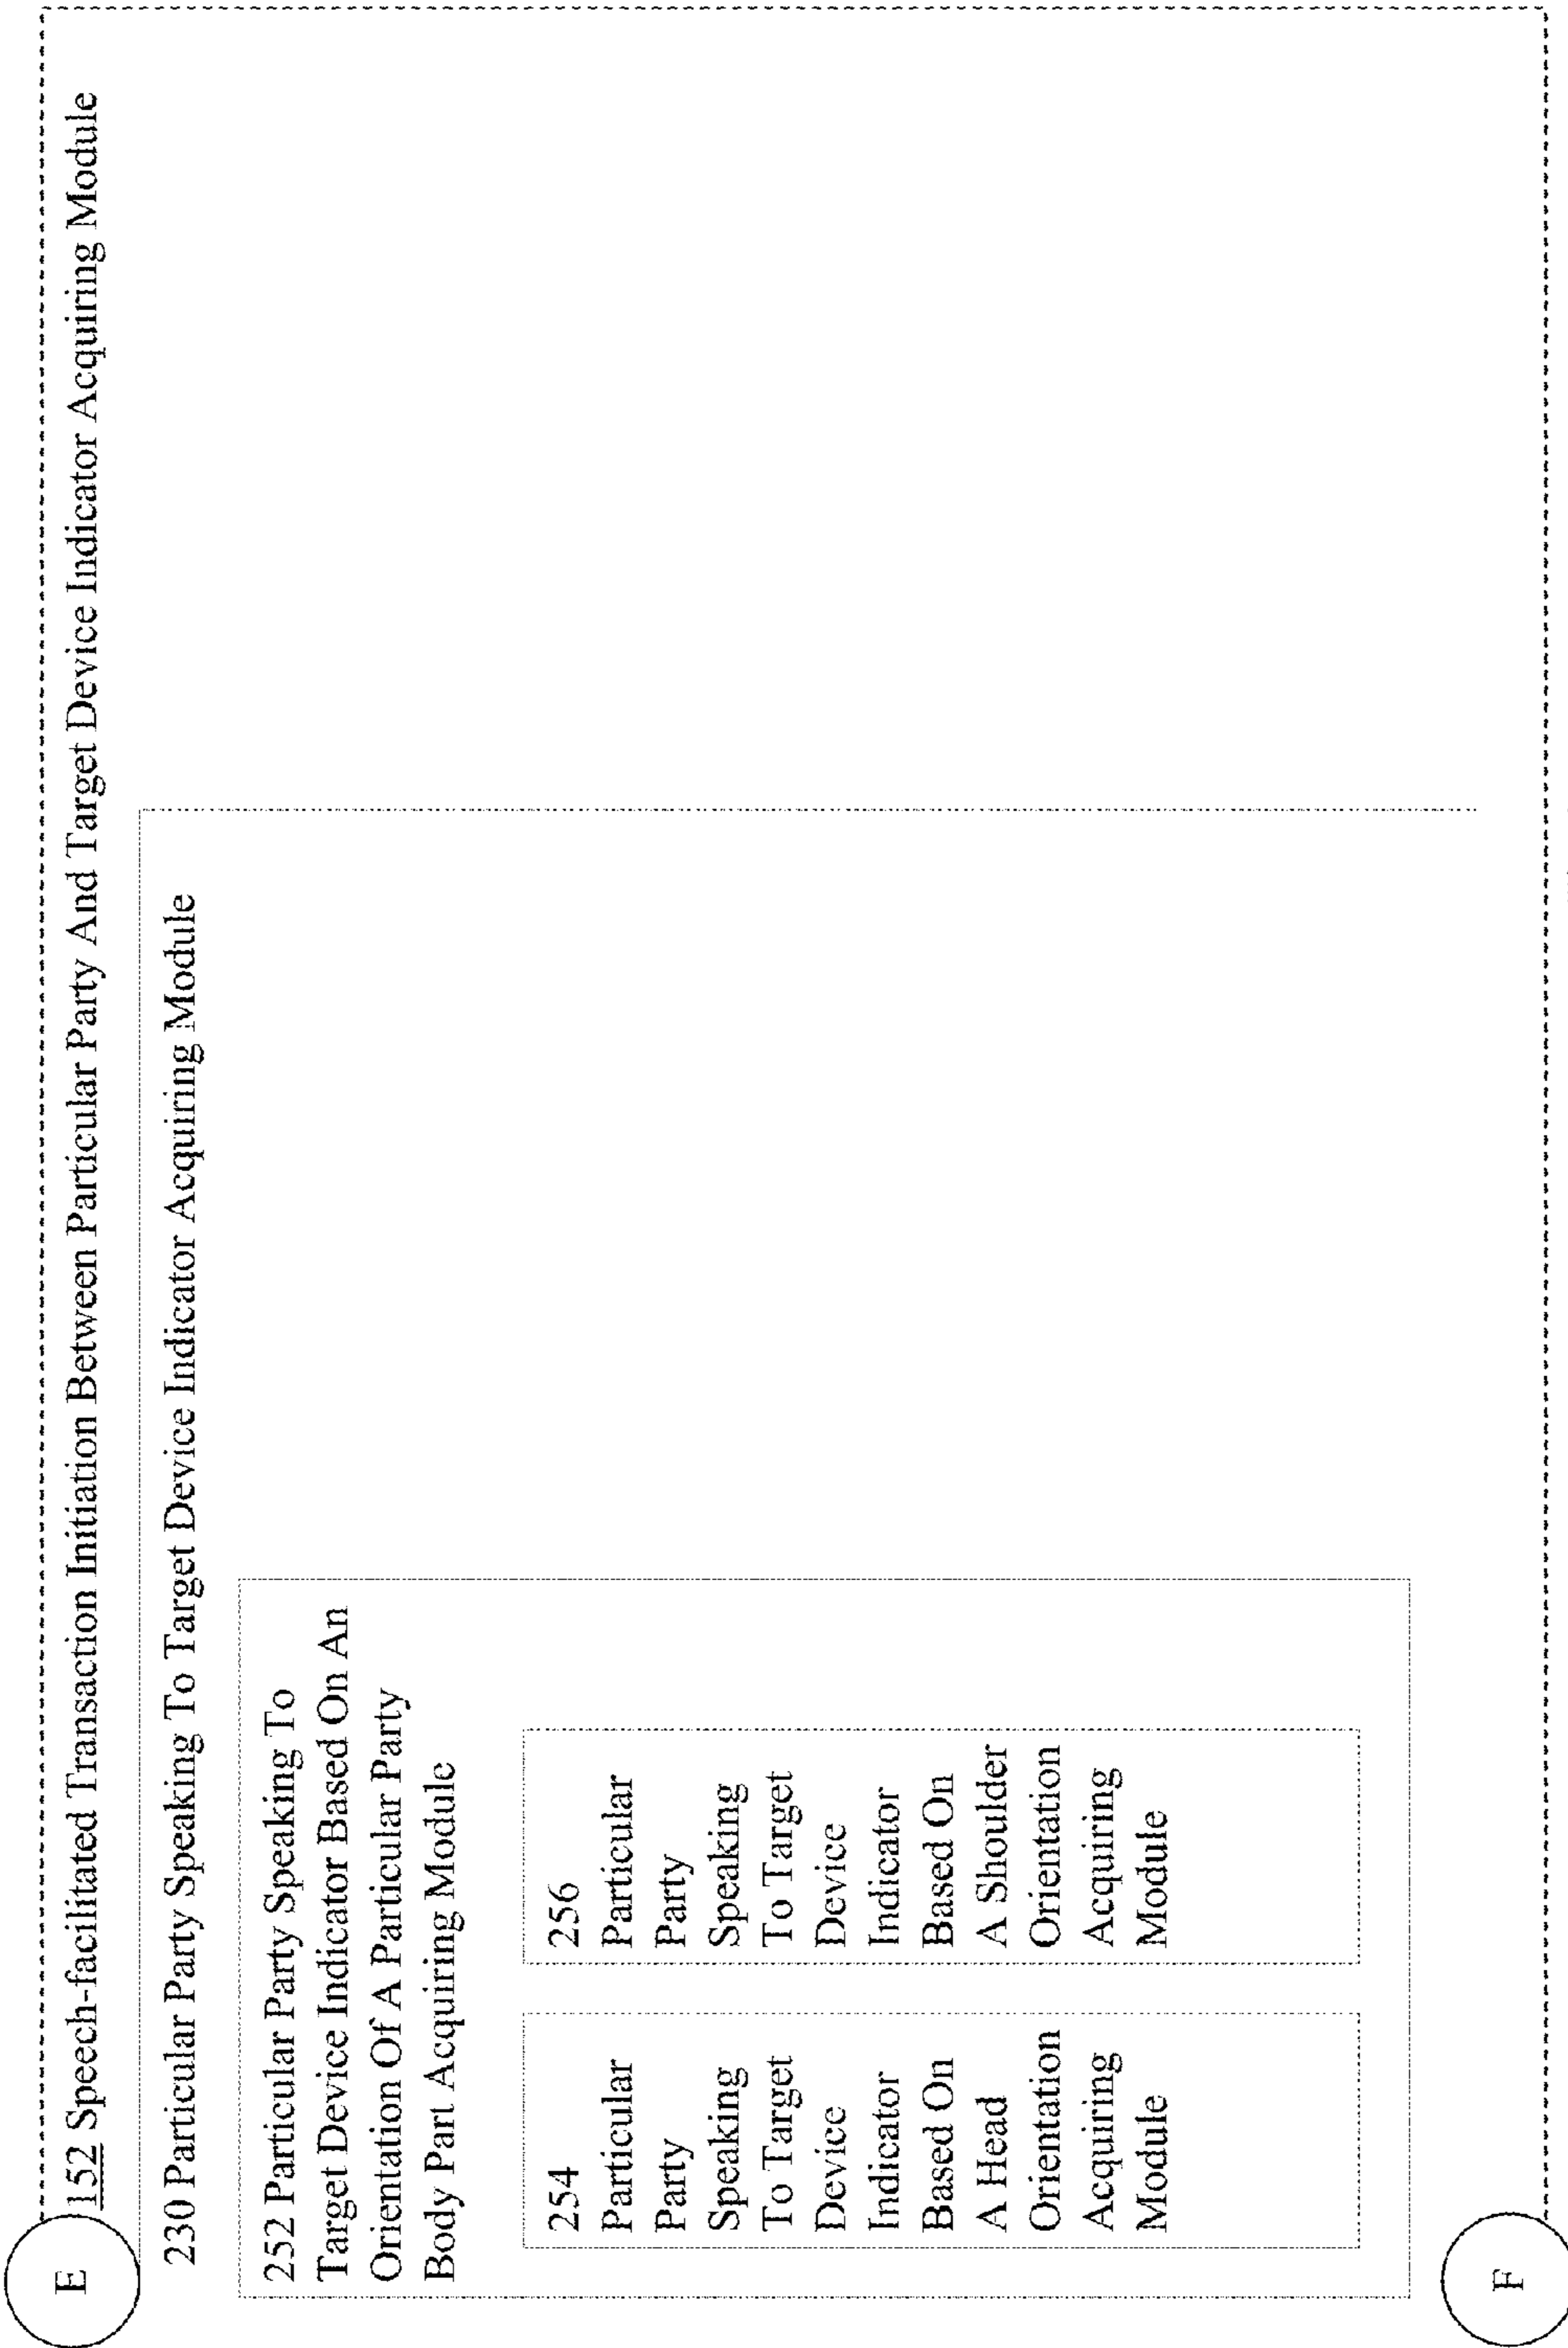 E
152 Speech-facilitated Transaction Initiation Between Particular Party And Target Device Indicator Acquiring Module
230 Particular Party Speaking To Target Device Indicator Acquiring Module
252 Particular Party Speaking To
Target Device Indicator Based On An
Orientation Of A Particular Party
Body Part Acquiring Module
254
Particular
Party
Speaking
To Target
Device
Indicator
Based On
A Head
Orientation
Acquiring
Module
256
Particular
Party
Speaking
To Target
Device
Indicator
Based On
A Shoulder
Orientation
Acquiring
Module
F